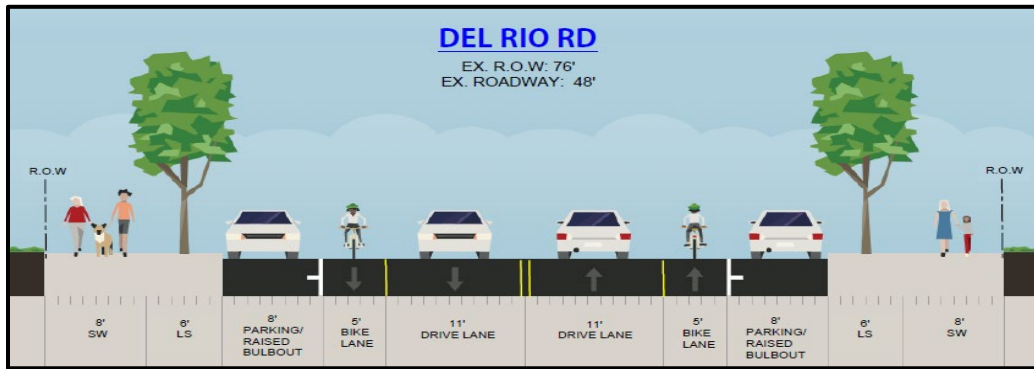 DEL RIO RD
EX. R.O.W: 76'
EX. ROADWAY: 48'
R.O.W
R.O.W
8'
SW
6'
LS
8'
PARKING/
RAISED
BULBOUT
5'
BIKE
LANE
11'
DRIVE LANE
11'
DRIVE LANE
5'
BIKE
LANE
8'
PARKING/
RAISED
BULBOUT
6'
LS
8'
SW